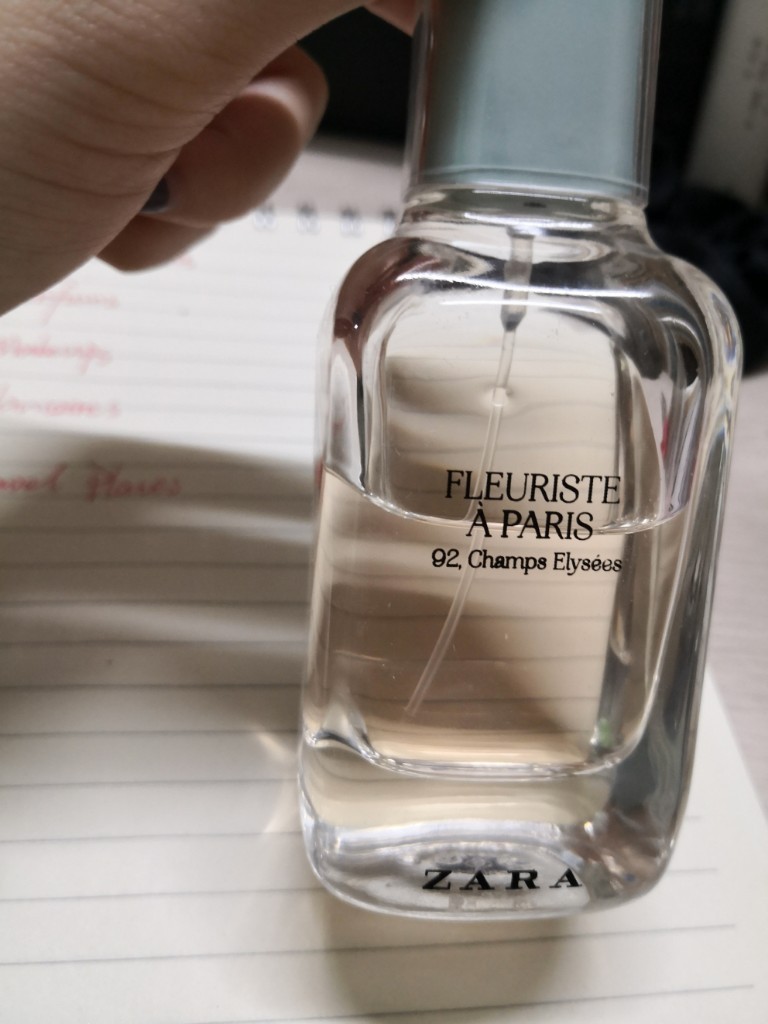 FLEURISTE
À PARIS
92, Champs Elysées
ZARA